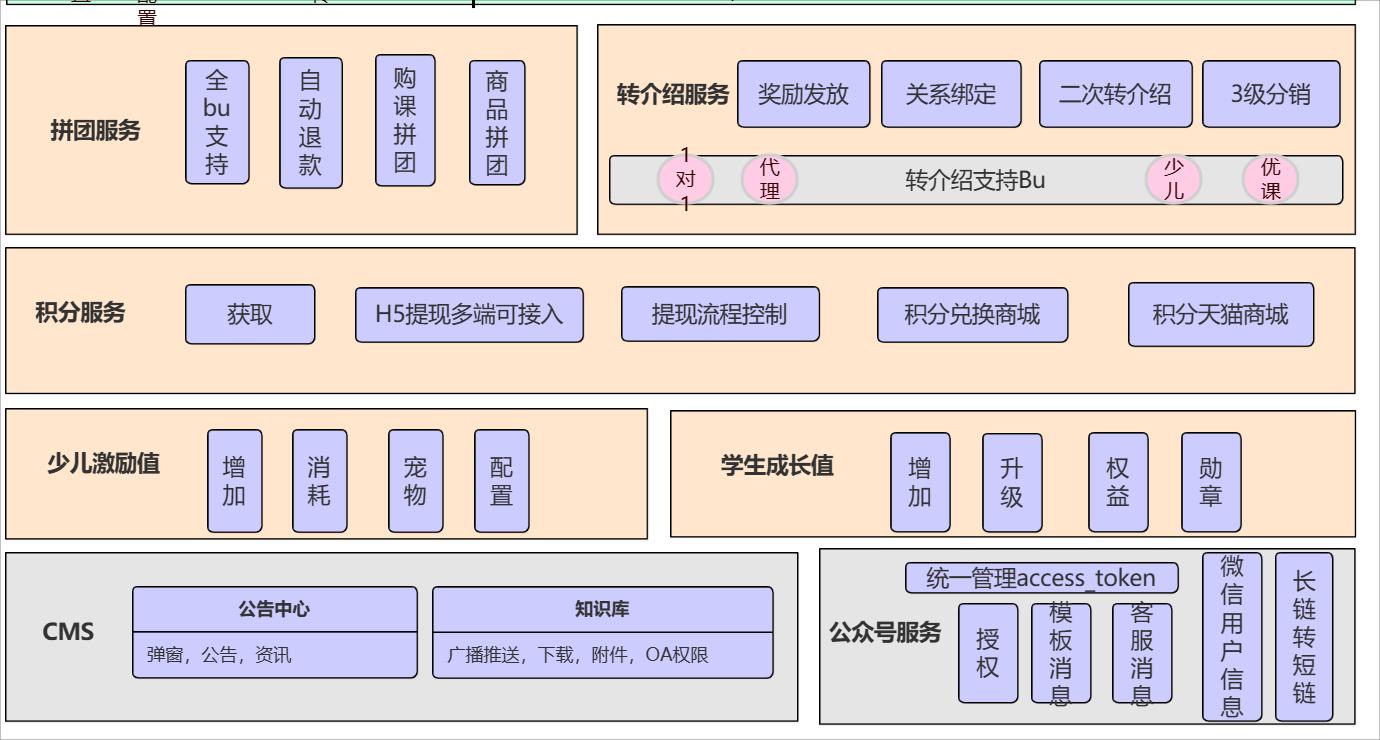 置
拼团服务
全
bu
支
持
自
动
退
款
购
课
拼
团
商
品
拼
团
转介绍服务
奖励发放
关系绑定
二次转介绍
3级分销
1
对
1
代
理
转介绍支持Bu
少
儿
优
课
积分服务
获取
H5提现多端可接入
提现流程控制
积分兑换商城
积分天猫商城
少儿激励值
增
加
消
耗
宠
物
配
置
学生成长值
增
加
升
级
权
益
勋
章
CMS
公告中心
弹窗，公告，资讯
知识库
广播推送，下载，附件，OA权限
公众号服务
统一管理access_token
授
权
模
板
消
息
客
服
消
息
微
信
用
户
信
息
长
链
转
短
链